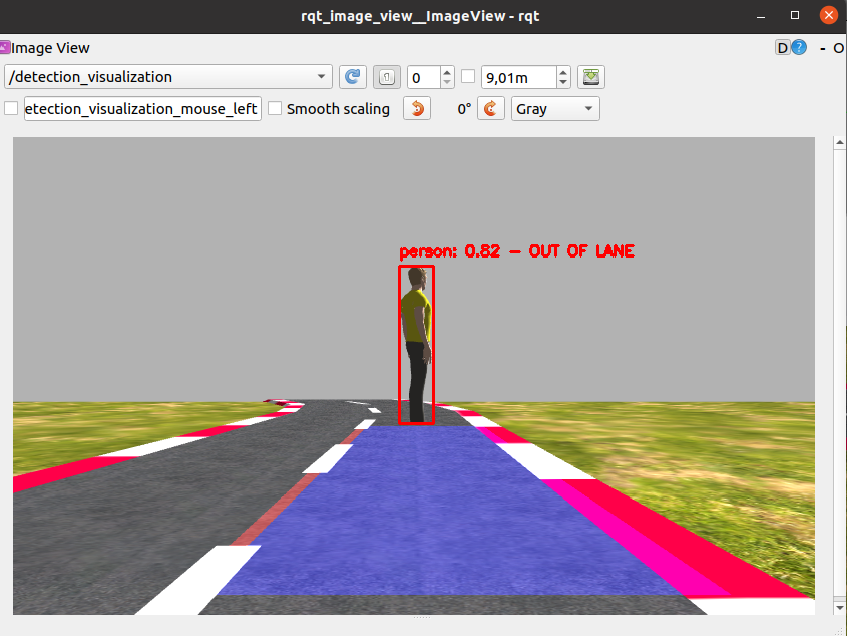 rqt_image_view__ImageView - rqt
Image View
D ? - O
/detection_visualization
0
9,01m
etection_visualization_mouse_left
Smooth scaling
0°
Gray
person: 0.82 - OUT OF LANE